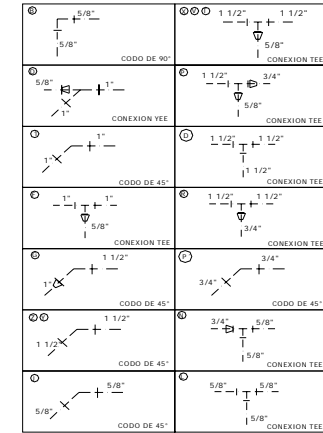 B
5/8"
5/8"
CODO DE 90°
5/8"
1"
1"
CONEXION YEE
1"
1"
CODO DE 45°
F
1"
1"
5/8"
CONEXION TEE
G
1 1/2"
1"
CODO DE 45°
1 1/2"
1 1/2"
CODO DE 45°
5/8"
5/8"
CODO DE 45°
1 1/2"
1 1/2"
5/8"
CONEXION TEE
P
1 1/2"
3/4"
5/8"
CONEXION TEE
D
1 1/2"
1 1/2"
1 1/2"
CONEXION TEE
R
1 1/2"
1 1/2"
3/4"
CONEXION TEE
P
3/4"
3/4"
CODO DE 45°
N
3/4"
5/8"
5/8"
CONEXION TEE
5/8"
5/8"
5/8"
CONEXION TEE